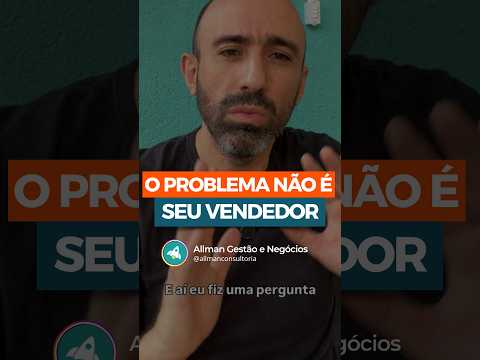 O PROBLEMA NÃO É
SEU VENDEDOR
Allman Gestão e Negócios
@allmanconsultoria
E aí eu fiz uma pergunta